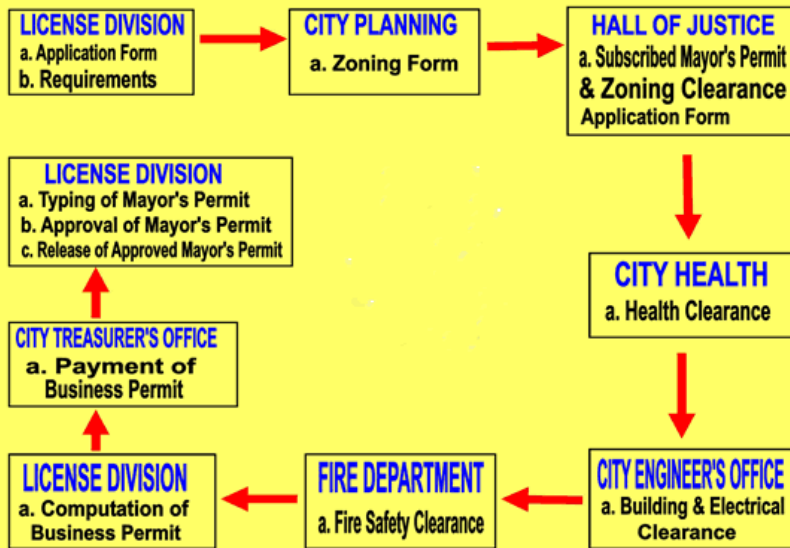 LICENSE DIVISION
a. Application Form
b. Requirements
CITY PLANNING
a. Zoning Form
HALL OF JUSTICE
a. Subscribed Mayor's Permit
& Zoning Clearance
Application Form
CITY HEALTH
a. Health Clearance
CITY ENGINEER'S OFFICE
a. Building & Electrical
Clearance
FIRE DEPARTMENT
a. Fire Safety Clearance
LICENSE DIVISION
a. Computation of
Business Permit
CITY TREASURER'S OFFICE
a. Payment of
Business Permit
LICENSE DIVISION
a. Typing of Mayor's Permit
b. Approval of Mayor's Permit
c. Release of Approved Mayor's Permit